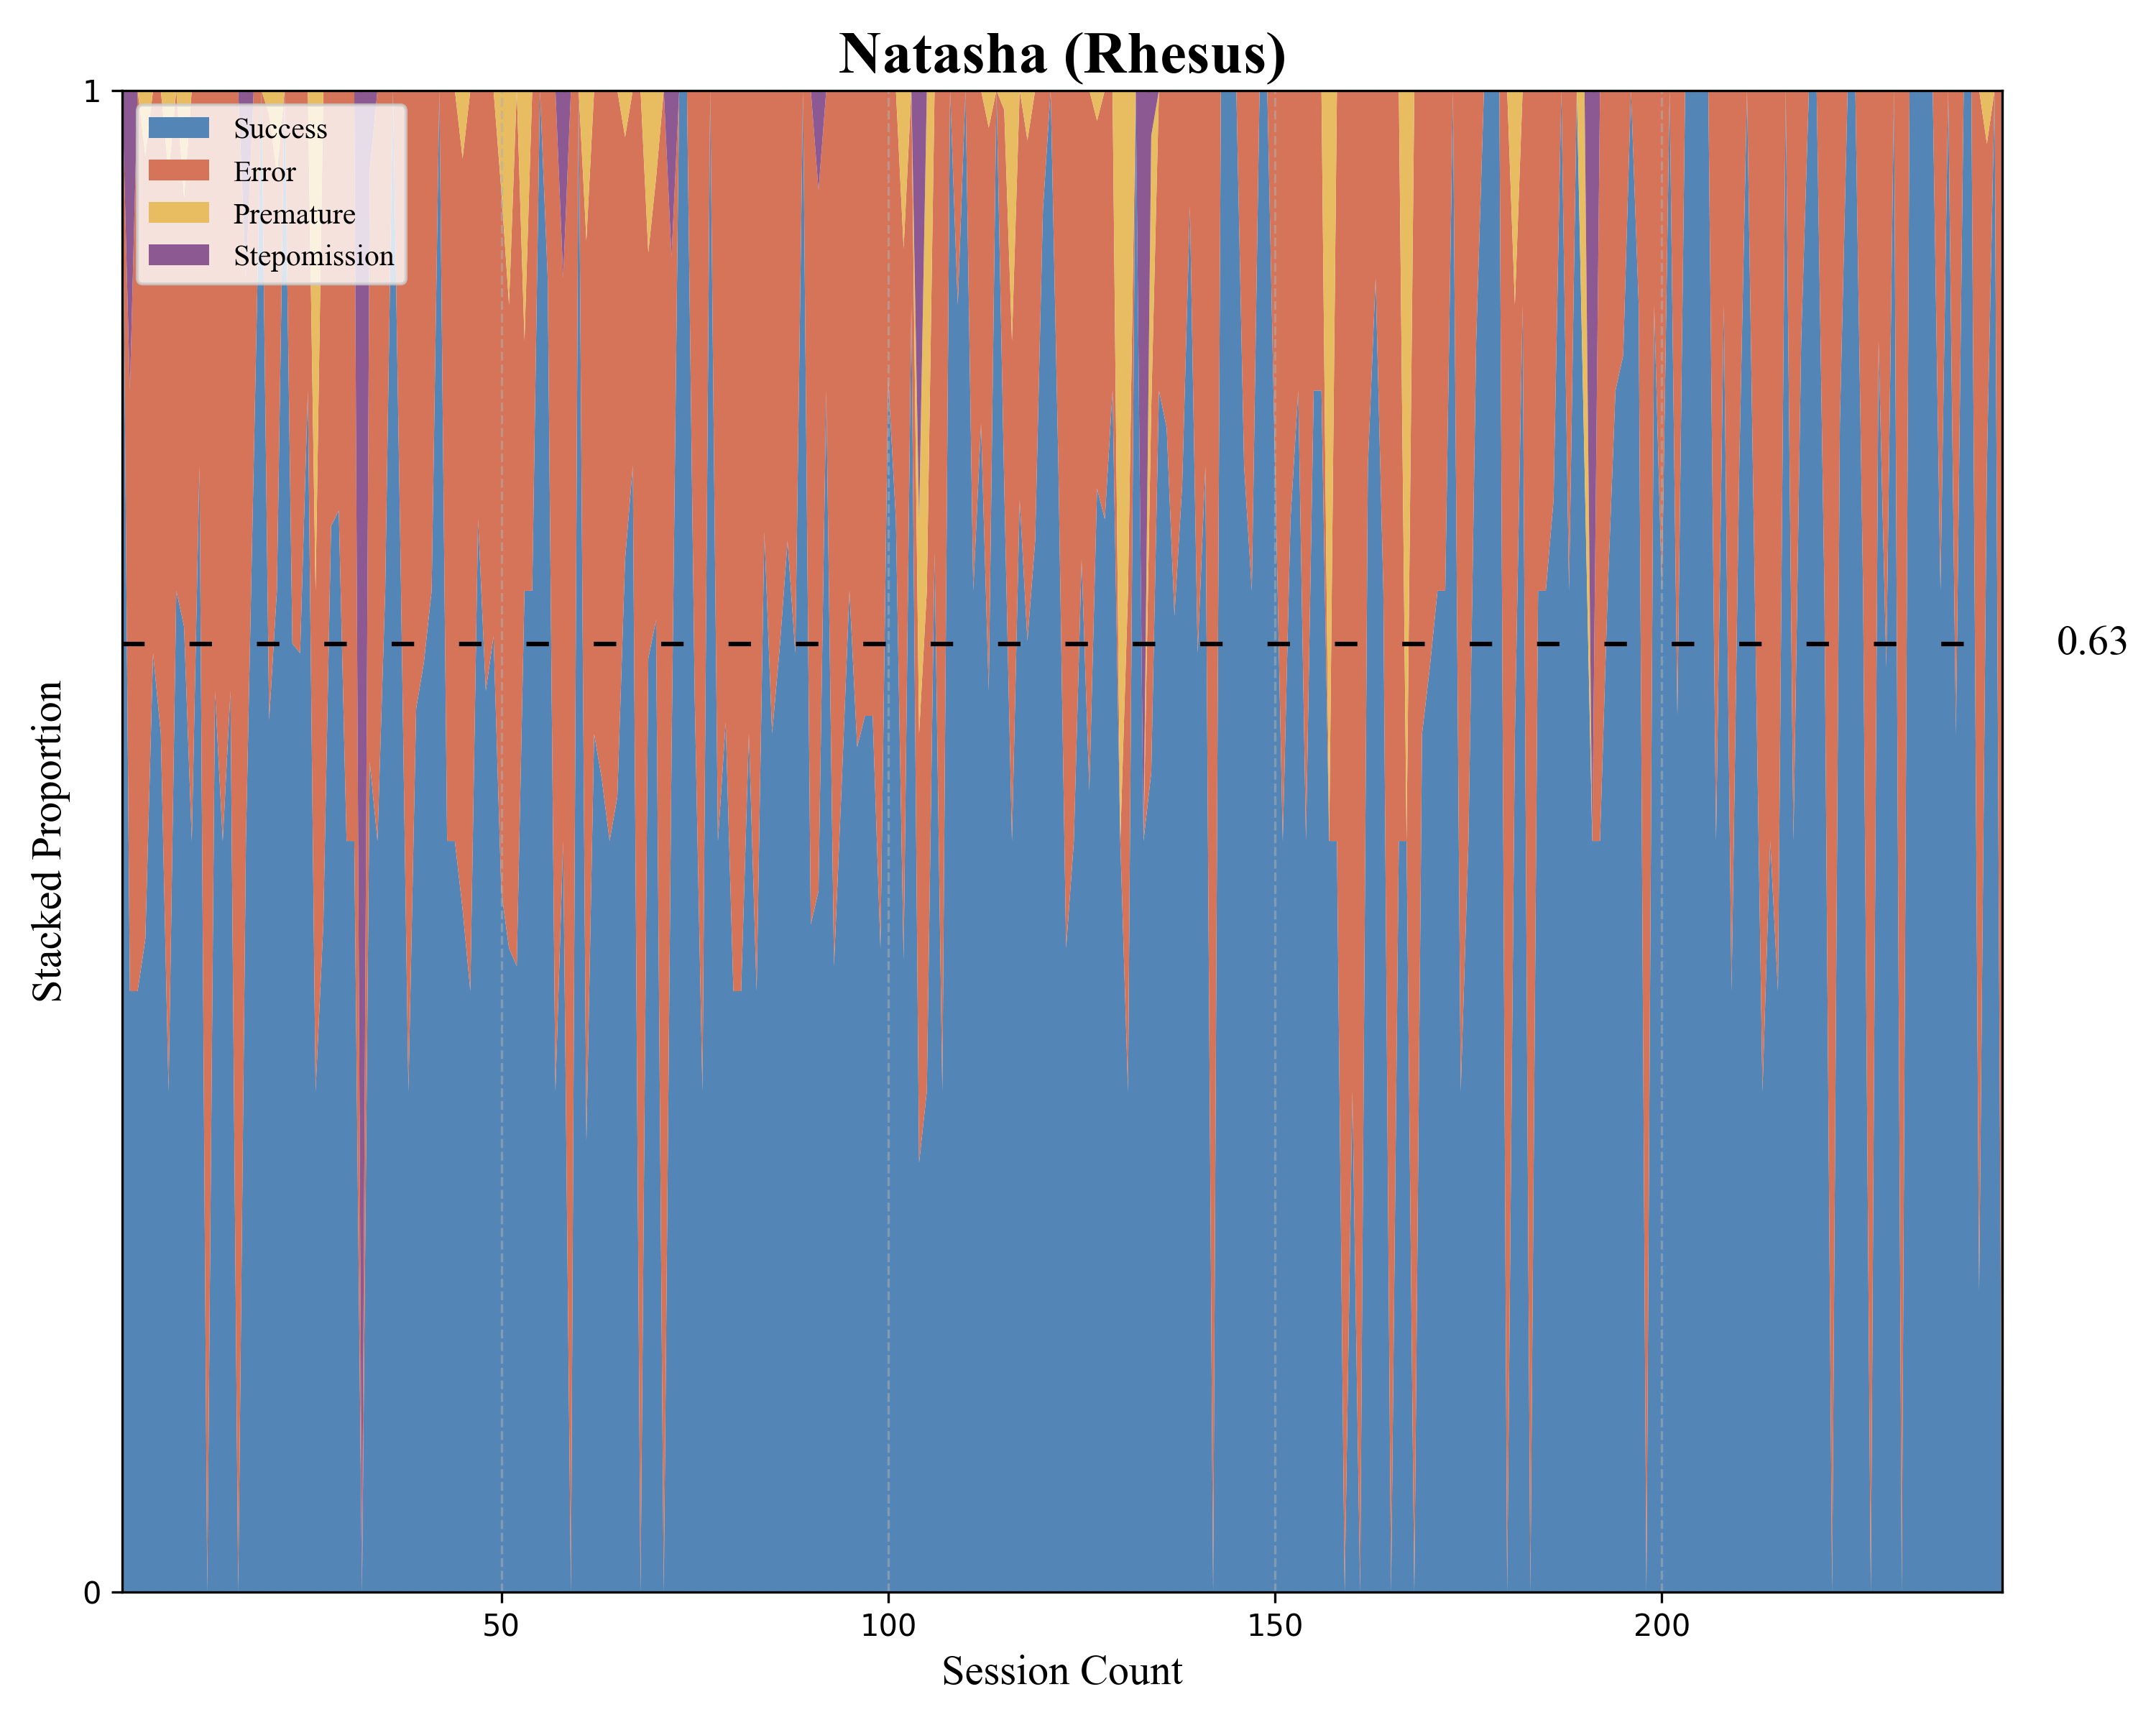 Natasha (Rhesus)
1
Success
Error
Premature
Stepomission
0.63
Stacked Proportion
0
50
100
150
200
Session Count